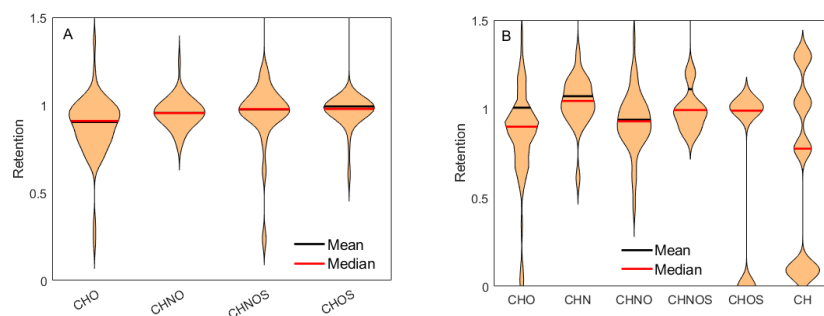 A
1.5
1
0.5
0
Retention
CHO
CHNO
CHNOS
CHOS
Mean
Median
B
1.5
1
0.5
0
Retention
CHO
CHN
CHNO
CHNOS
CHOS
CH
Mean
Median